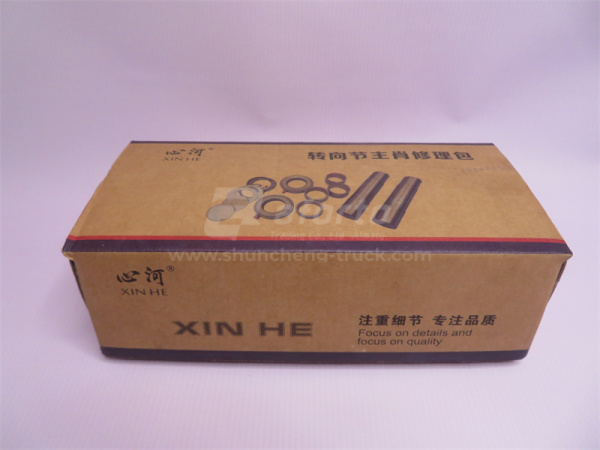 心河
XIN HE
转向节主肖修理包
www.shuncheng-truck.com
心河®
XIN HE
XIN HE
注重细节 专注品质
Focus on details and
focus on quality